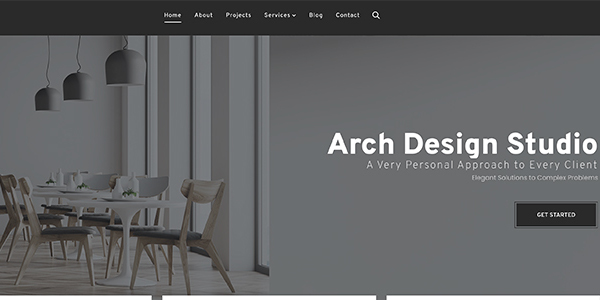 Home About Projects Services Blog Contact
Arch Design Studio
A Very Personal Approach to Every Client
Elegant Solutions to Complex Problems
GET STARTED